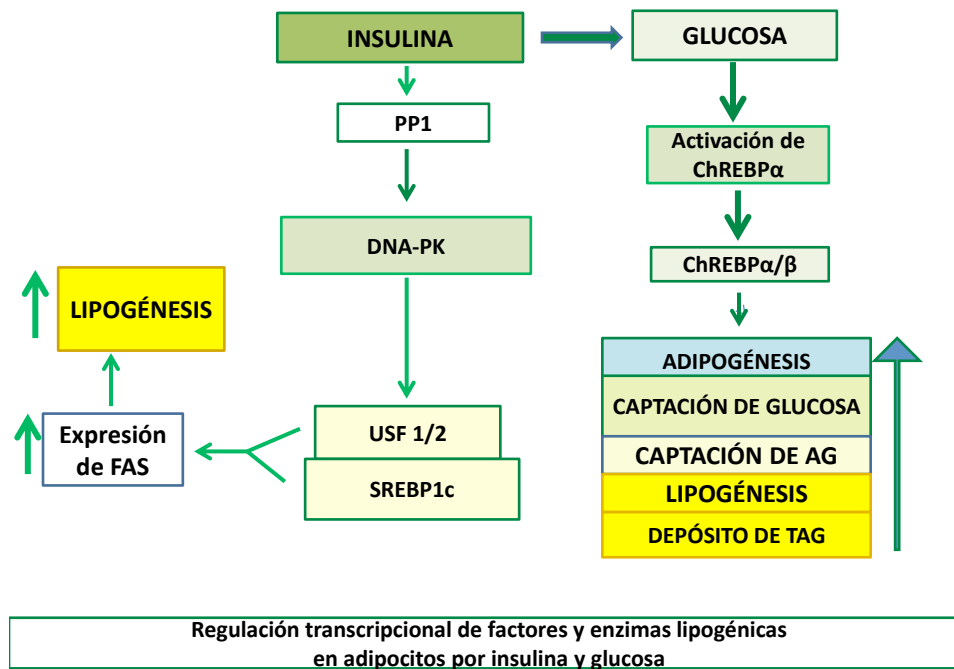 INSULINA
GLUCOSA
PP1
Activación de
ChREBPα
DNA-PK
ChREBPα/β
LIPOGÉNESIS
ADIPOGÉNESIS
CAPTACIÓN DE GLUCOSA
USF 1/2
Expresión
de FAS
CAPTACIÓN DE AG
SREBP1c
LIPOGÉNESIS
DEPÓSITO DE TAG
Regulación transcripcional de factores y enzimas lipogénicas
en adipocitos por insulina y glucosa